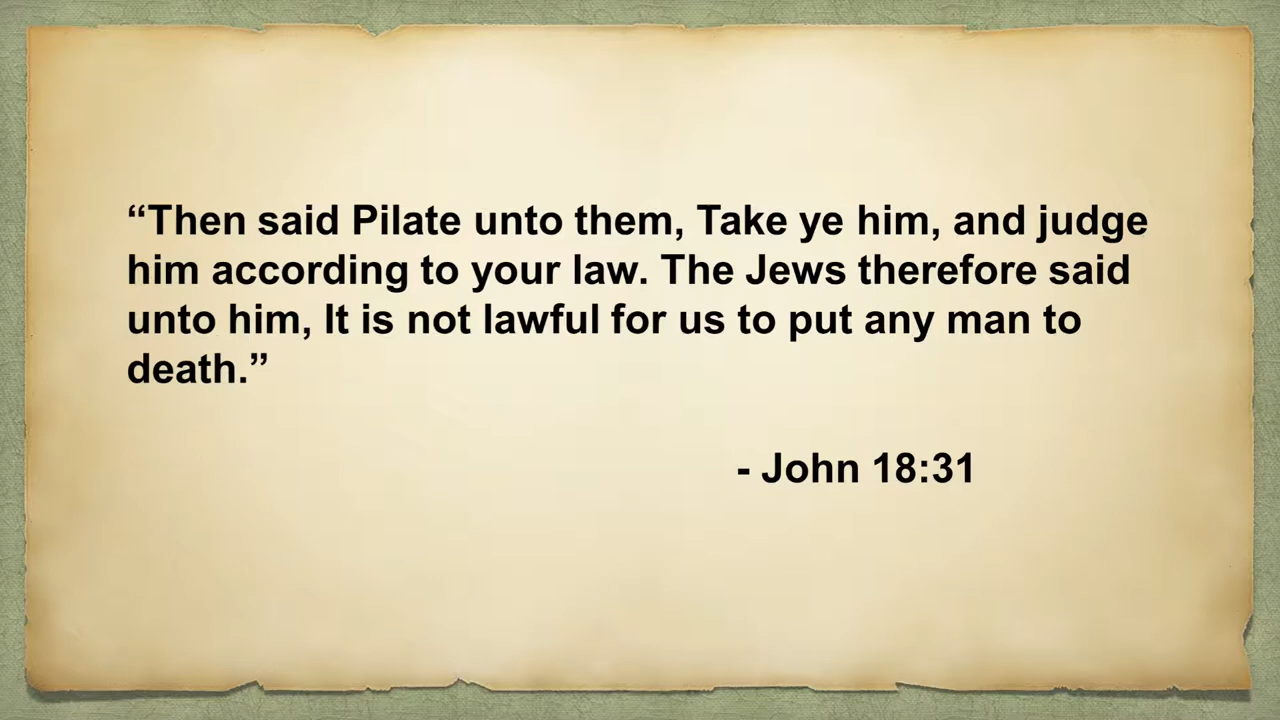 “Then said Pilate unto them, Take ye him, and judge
him according to your law. The Jews therefore said
unto him, It is not lawful for us to put any man to
death.”
- John 18:31